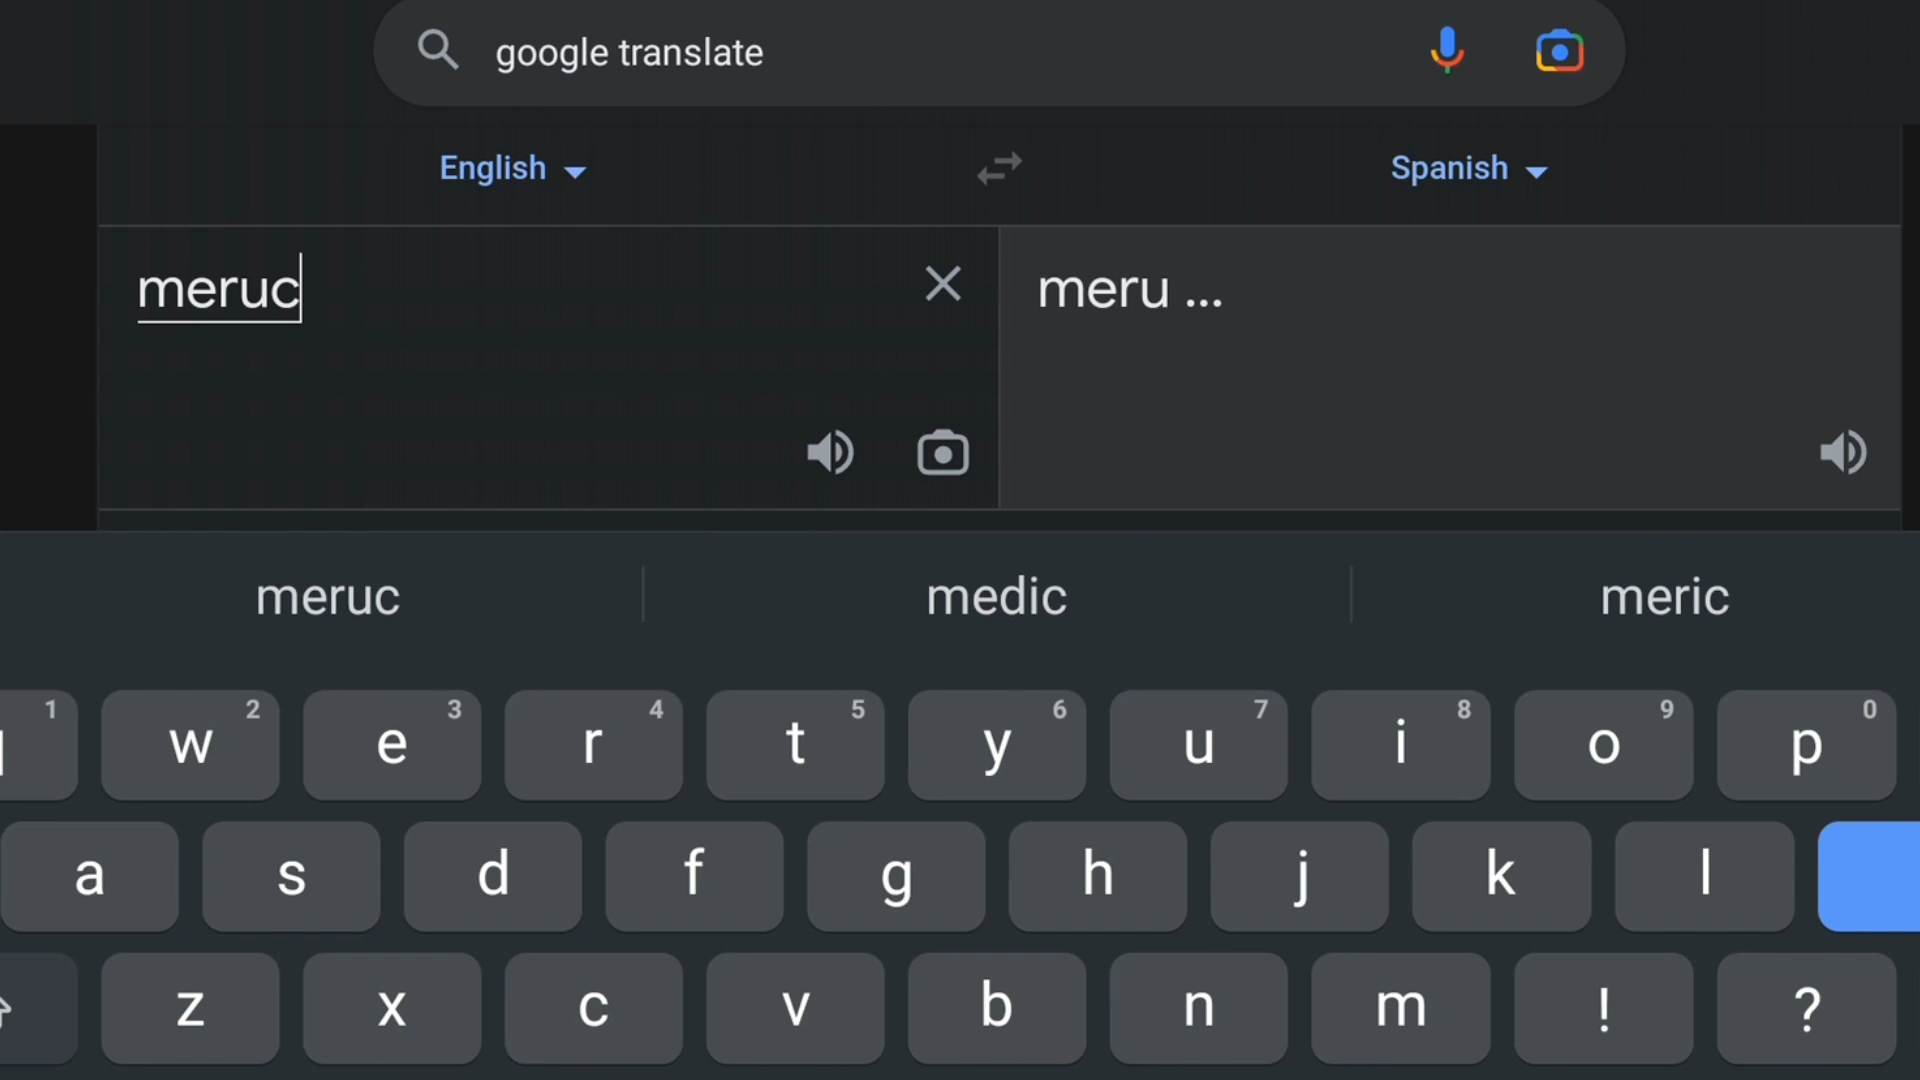 google translate
English Spanish
meruc meru ...
meruc medic meric
1 2 3 4 5 6 7 8 9 0
w e r t y u i o p
a s d f g h j k l
z x c v b n m ! ?